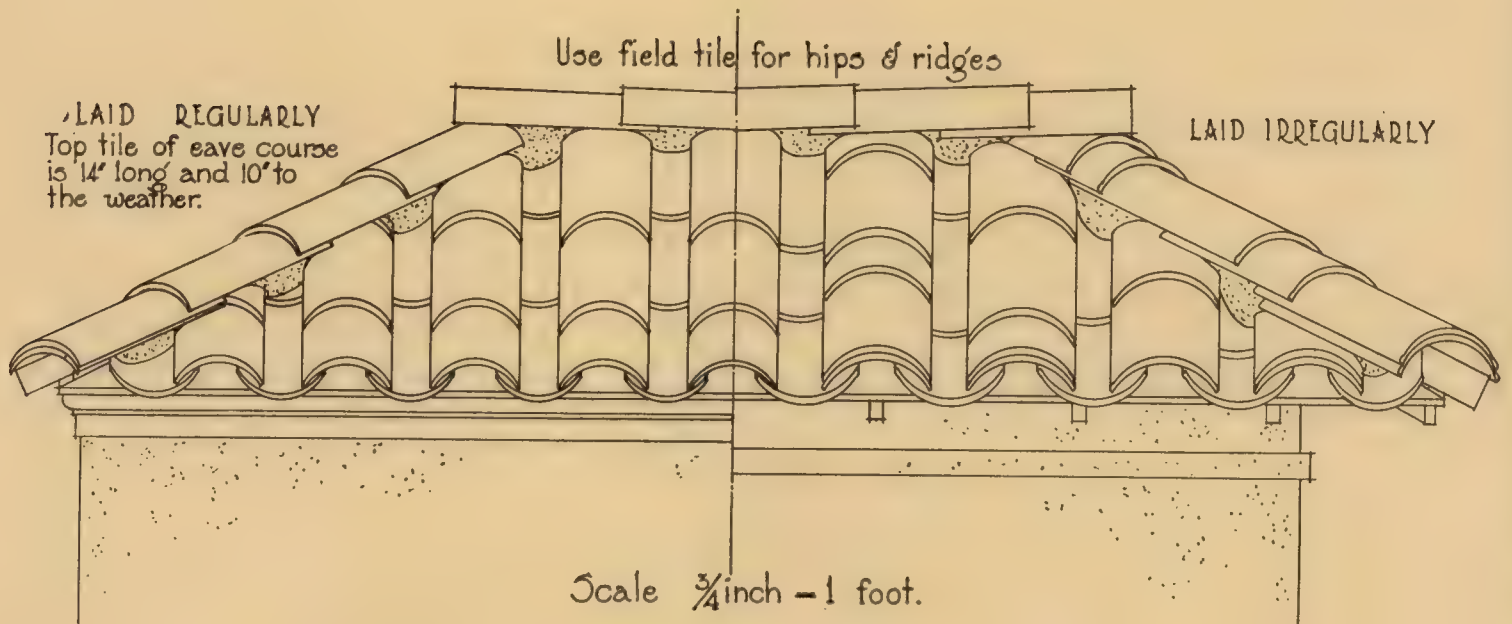 Use field tile for hips & ridges
LAID REGULARLY
Top tile of eave course
is 14" long and 10" to
the weather.
LAID IRREGULARLY
Scale 3/4 inch - 1 foot.